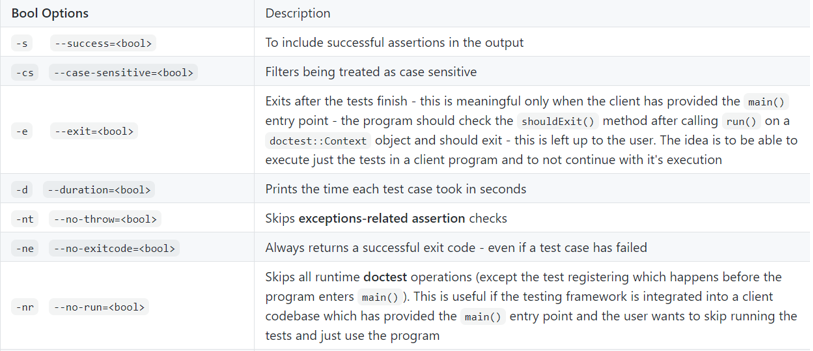 Bool Options Description
-s --success=<bool> To include successful assertions in the output
-cs --case-sensitive=<bool> Filters being treated as case sensitive
Exits after the tests finish - this is meaningful only when the client has provided the main()
entry point - the program should check the shouldExit() method after calling run() on a
-e --exit=<bool> doctest::Context object and should exit - this is left up to the user. The idea is to be able to
execute just the tests in a client program and to not continue with it's execution
-d --duration=<bool> Prints the time each test case took in seconds
-nt --no-throw=<bool> Skips exceptions-related assertion checks
-ne --no-exitcode=<bool> Always returns a successful exit code - even if a test case has failed
Skips all runtime doctest operations (except the test registering which happens before the
-nr --no-run=<bool> program enters main() ). This is useful if the testing framework is integrated into a client
codebase which has provided the main() entry point and the user wants to skip running the
tests and just use the program